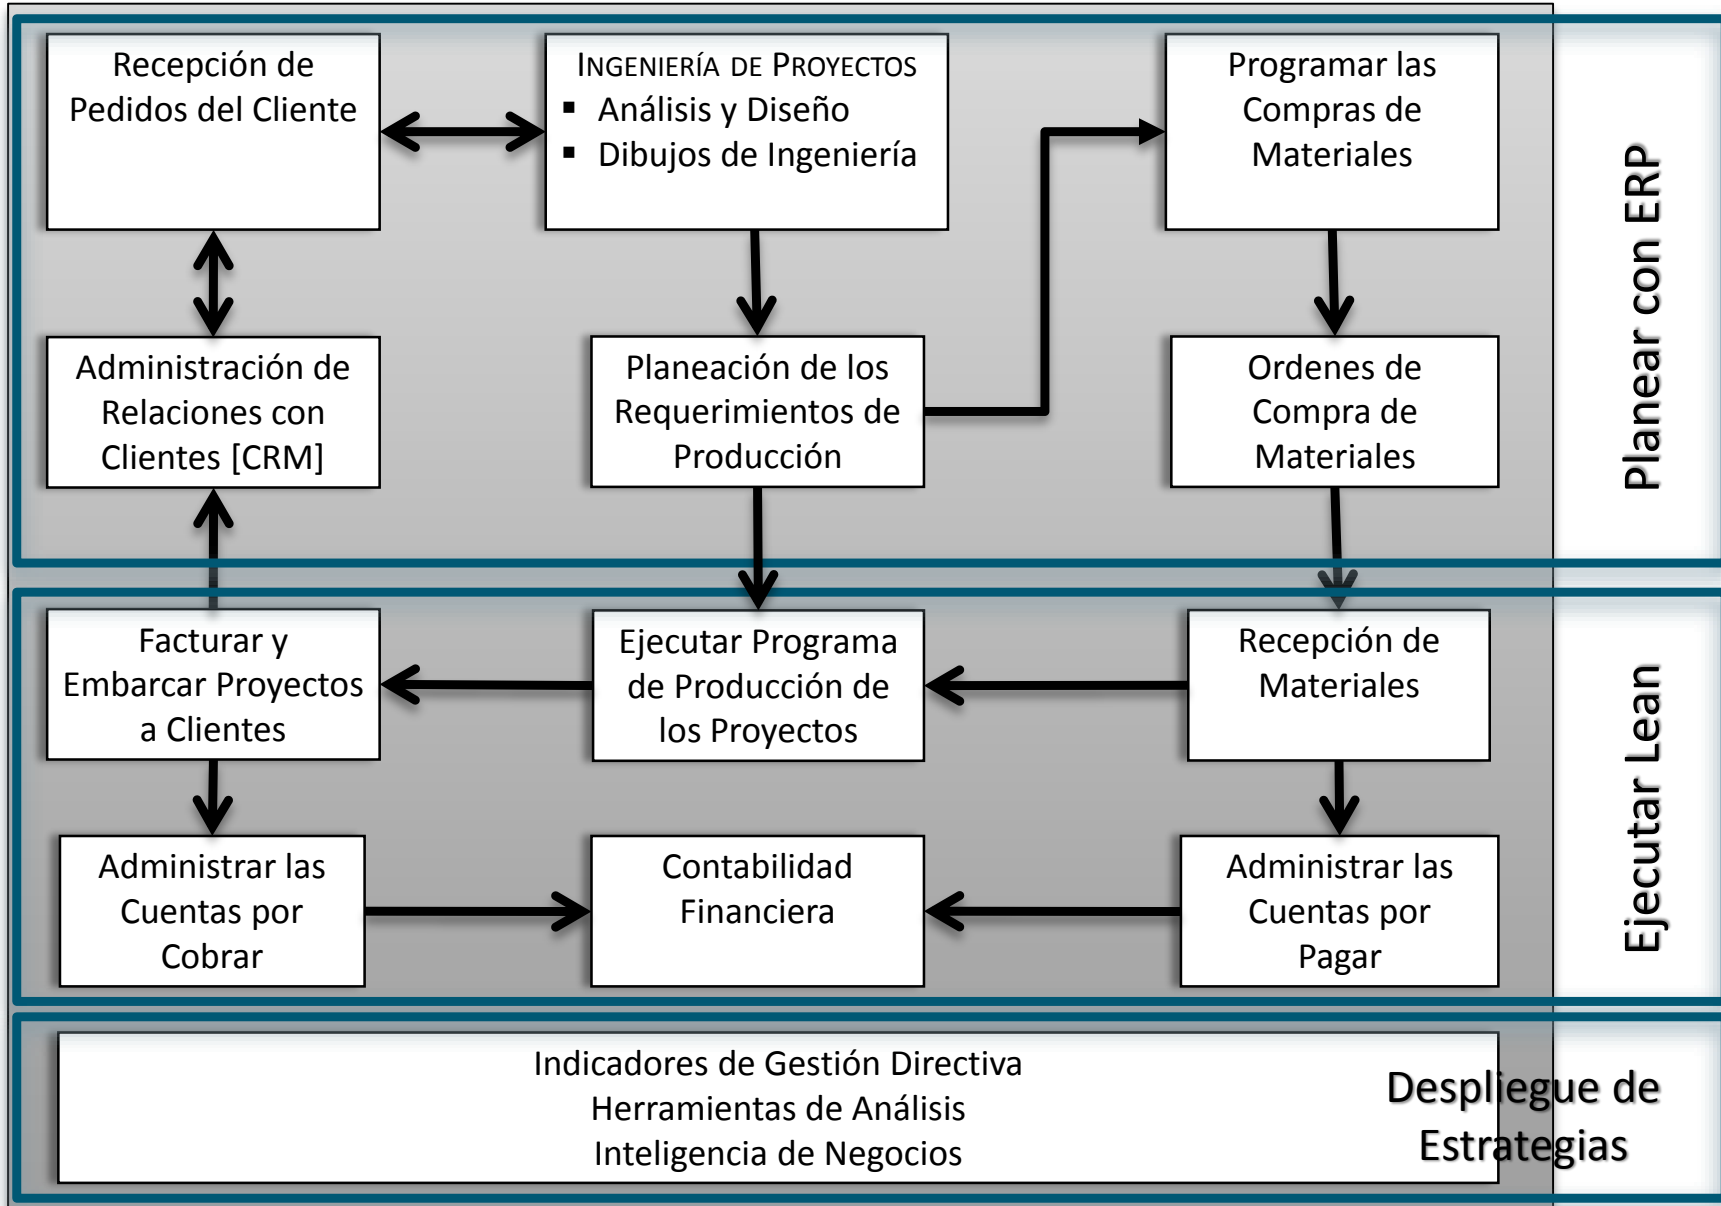 Recepción de
Pedidos del Cliente
INGENIERÍA DE PROYECTOS
▪ Análisis y Diseño
▪ Dibujos de Ingeniería
Programar las
Compras de
Materiales
Administración de
Relaciones con
Clientes [CRM]
Planeación de los
Requerimientos de
Producción
Ordenes de
Compra de
Materiales
Planear con ERP
Facturar y
Embarcar Proyectos
a Clientes
Ejecutar Programa
de Producción de
los Proyectos
Recepción de
Materiales
Administrar las
Cuentas por
Cobrar
Contabilidad
Financiera
Administrar las
Cuentas por
Pagar
Ejecutar Lean
Indicadores de Gestión Directiva
Herramientas de Análisis
Inteligencia de Negocios
Despliegue de
Estrategias